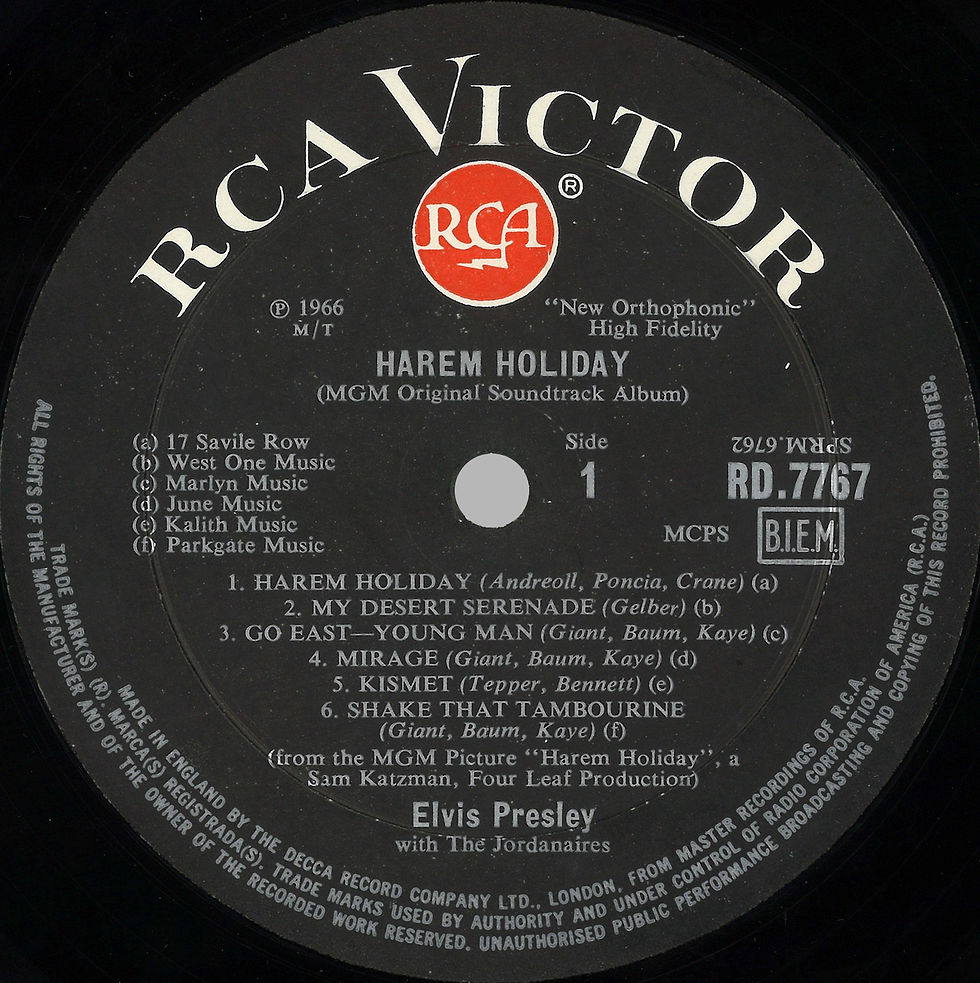 RCA VICTOR
RCA
®
℗ 1966
M/T
"New Orthophonic"
High Fidelity
HAREM HOLIDAY
(MGM Original Soundtrack Album)
(a) 17 Savile Row
(b) West One Music
(c) Marlyn Music
(d) June Music
(e) Kalith Music
(f) Parkgate Music
Side
1
SPRM.6762
RD.7767
MCPS
B.I.E.M.
1. HAREM HOLIDAY (Andreoll, Poncia, Crane) (a)
2. MY DESERT SERENADE (Gelber) (b)
3. GO EAST—YOUNG MAN (Giant, Baum, Kaye) (c)
4. MIRAGE (Giant, Baum, Kaye) (d)
5. KISMET (Tepper, Bennett) (e)
6. SHAKE THAT TAMBOURINE
(Giant, Baum, Kaye) (f)
(from the MGM Picture "Harem Holiday", a
Sam Katzman, Four Leaf Production)
Elvis Presley
with The Jordanaires
MADE IN ENGLAND BY THE DECCA RECORD COMPANY LTD., LONDON, FROM MASTER RECORDINGS OF R.C.A.
TRADE MARK(S) (R). MARCA(S) REGISTRADA(S). TRADE MARKS USED BY AUTHORITY AND UNDER CONTROL OF RADIO CORPORATION OF AMERICA (R.C.A.)
ALL RIGHTS OF THE MANUFACTURER AND OF THE OWNER OF THE RECORDED WORK RESERVED. UNAUTHORISED PUBLIC PERFORMANCE BROADCASTING AND COPYING OF THIS RECORD PROHIBITED.